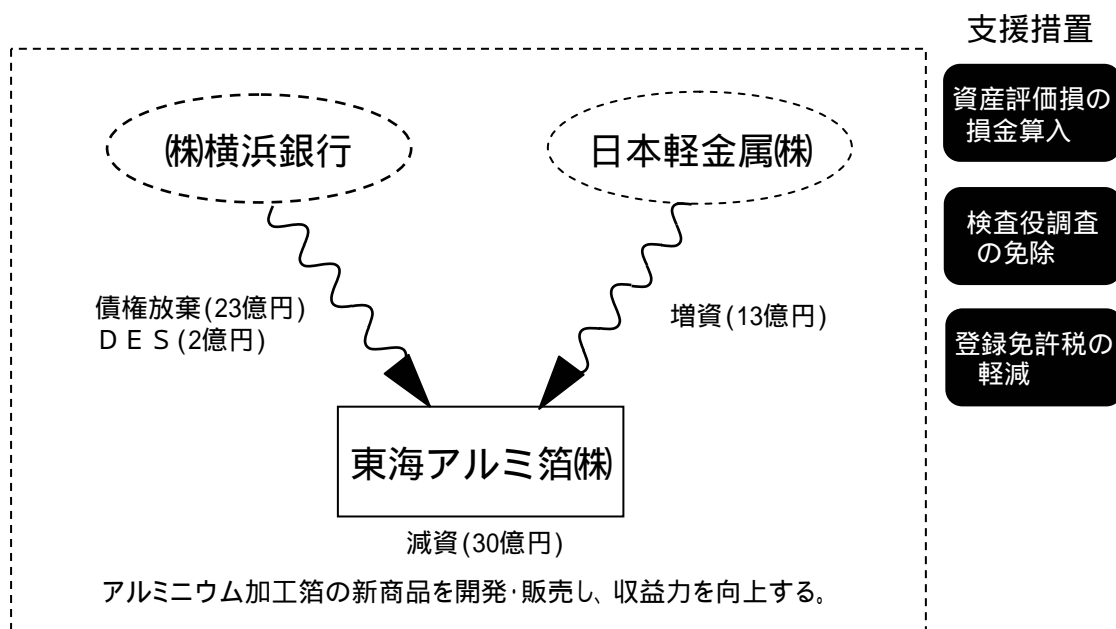 支援措置
㈱横浜銀行
日本軽金属㈱
資産評価損の
損金算入
検査役調査
の免除
登録免許税の
軽減
債権放棄(23億円)
ＤＥＳ(2億円)
増資(13億円)
東海アルミ箔㈱
減資(30億円)
アルミニウム加工箔の新商品を開発･販売し、収益力を向上する。